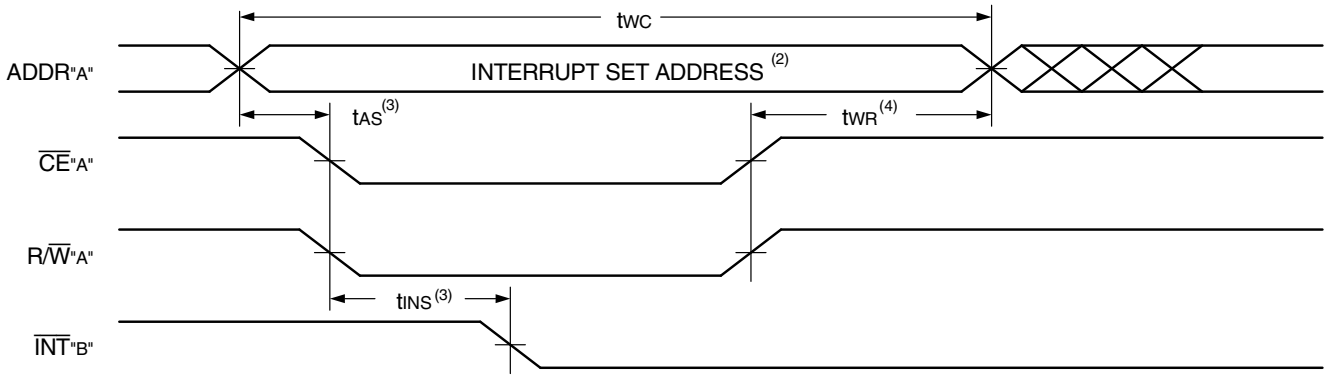 tWC
ADDR"A" INTERRUPT SET ADDRESS (2)
tAS(3) tWR(4)
CE"A"
R/W"A"
tINS(3)
INT"B"